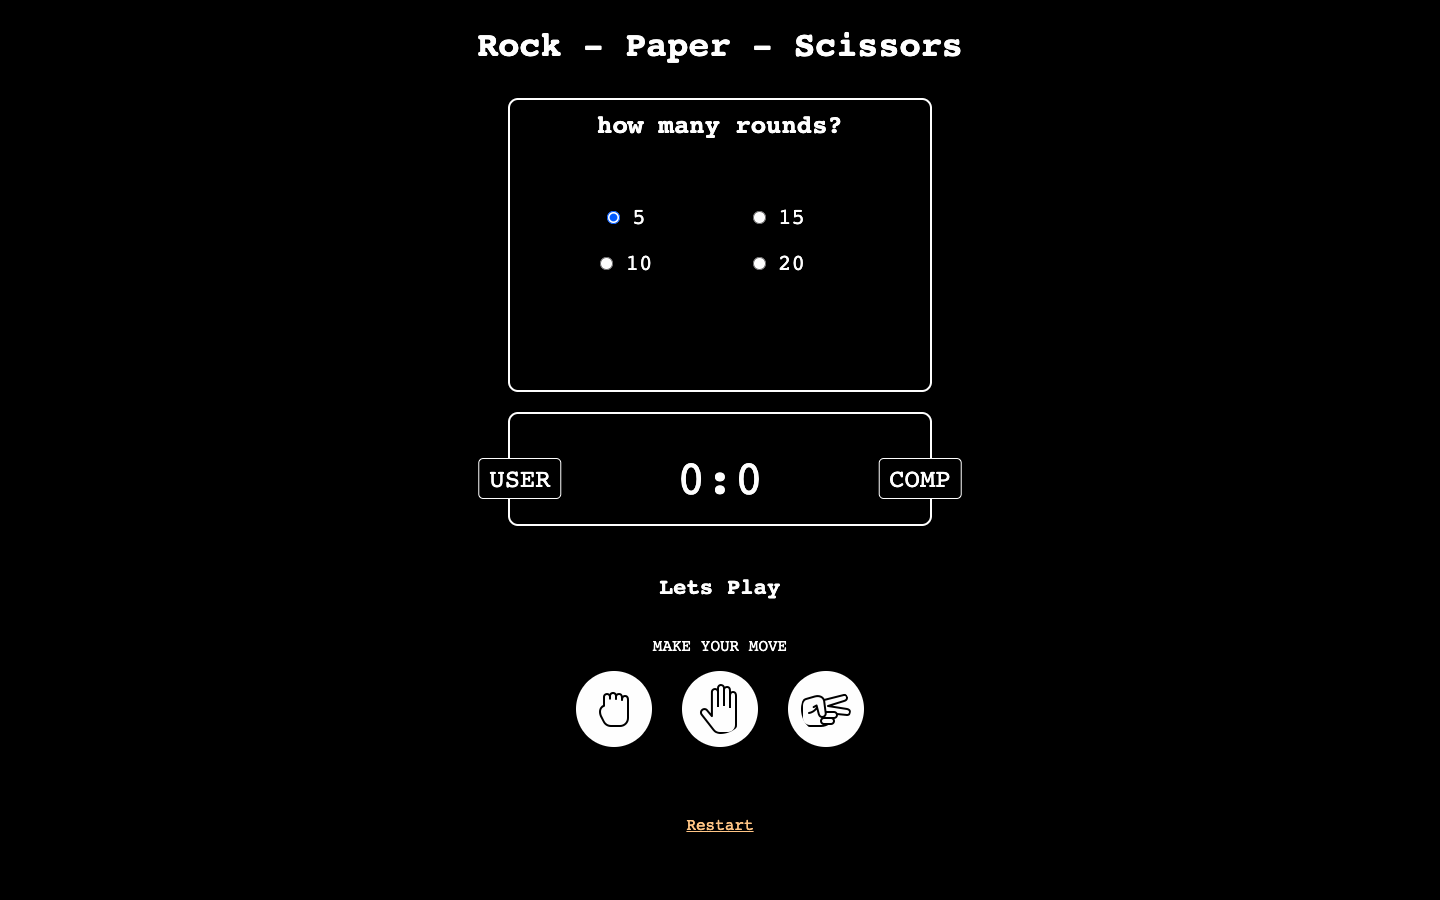 Rock - Paper - Scissors
how many rounds?
5 15
10 20
USER 0:0 COMP
Lets Play
MAKE YOUR MOVE
Restart